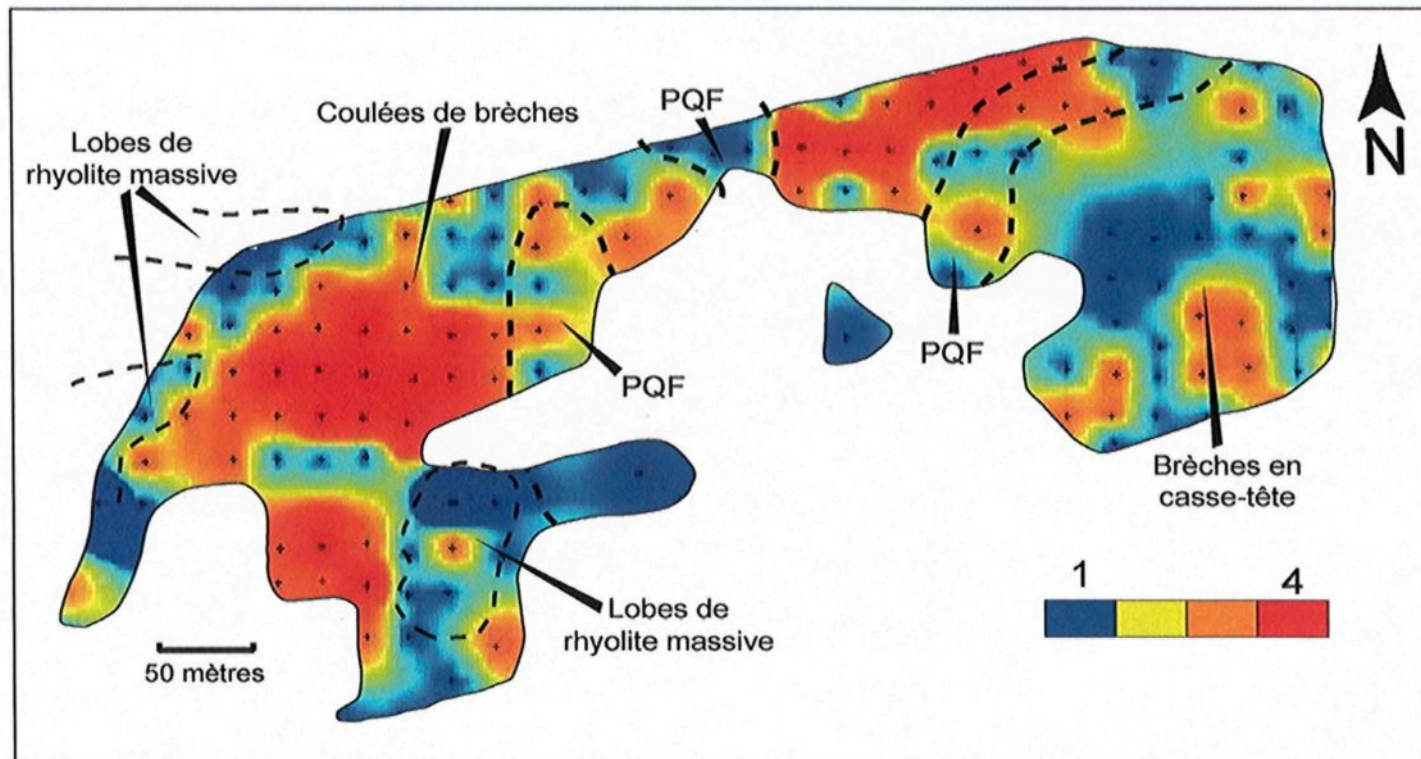 PQF
Coulées de brèches
Lobes de
rhyolite massive
N
PQF
PQF
Brèches en
casse-tête
1 4
Lobes de
rhyolite massive
50 mètres